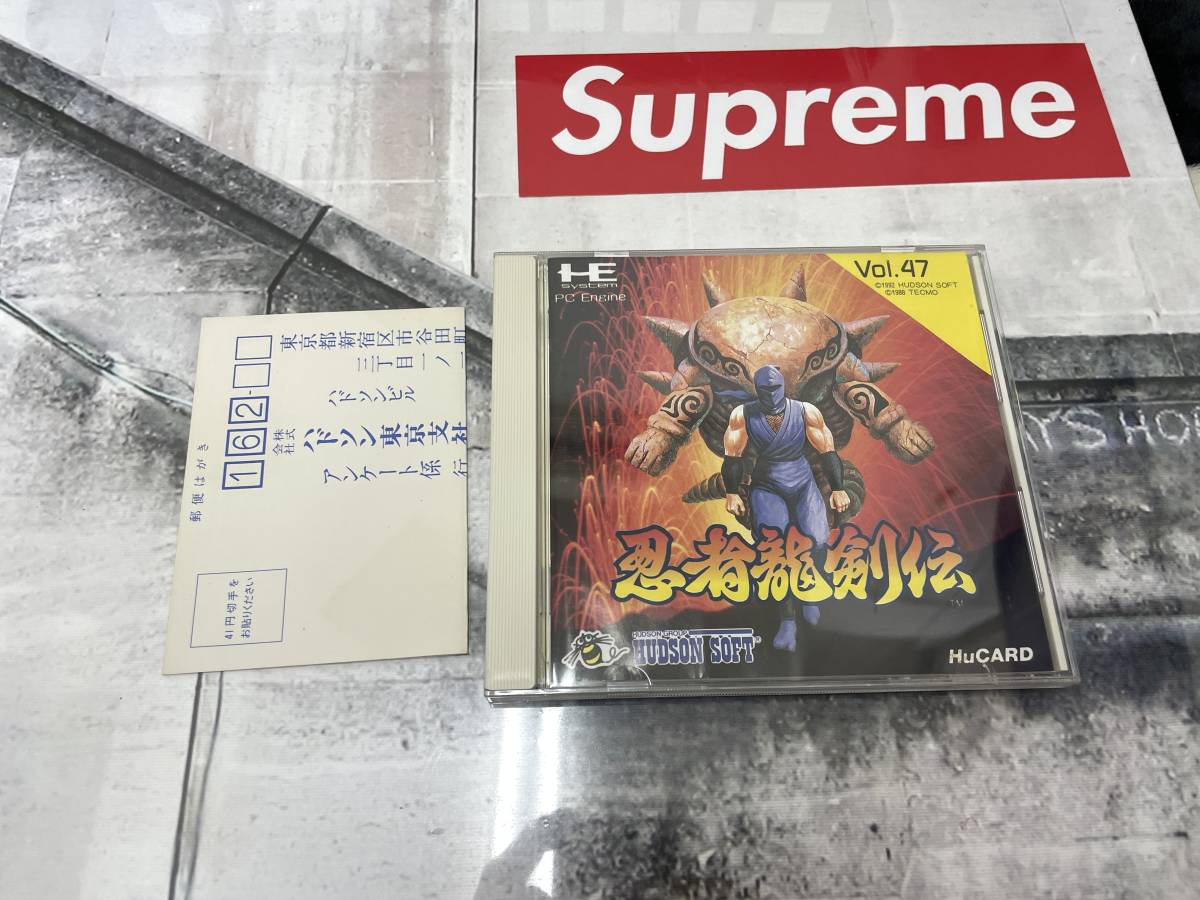 Supreme
HE
system
PC Engine
Vol.47
©1992 HUDSON SOFT
©1988 TECMO
忍者龍剣伝
TM
HUDSON GROUP
HUDSON SOFT®
HuCARD
郵便はがき
162-
東京都新宿区市谷田町
三丁目一ノ一
ハドソンビル
株式会社
ハドソン東京支社
アンケート係 行
41円切手を
お貼りください